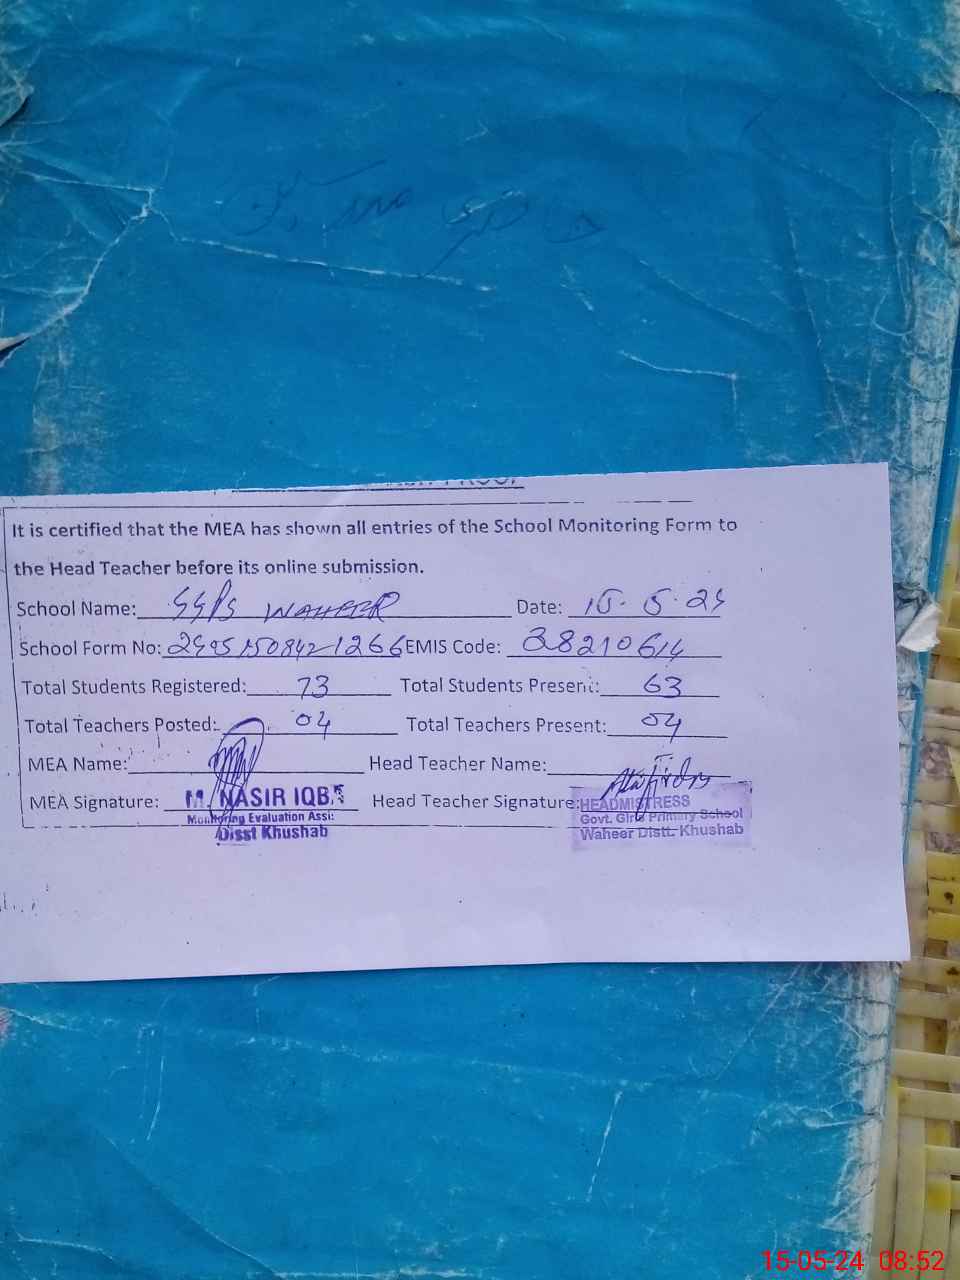 It is certified that the MEA has shown all entries of the School Monitoring Form to
the Head Teacher before its online submission.
School Name: GGPS WAHEER Date: 15.5.24
School Form No: 2405150842-1266 EMIS Code: 38210614
Total Students Registered: 73 Total Students Present: 63
Total Teachers Posted: 04 Total Teachers Present: 04
MEA Name: Head Teacher Name:
MEA Signature: M. NASIR IQBA Head Teacher Signature: HEADMISTRESS
Monitoring Evaluation Assi: Govt. Girls Primary School
Disst Khushab Waheer Distt. Khushab
15-05-24 08:52